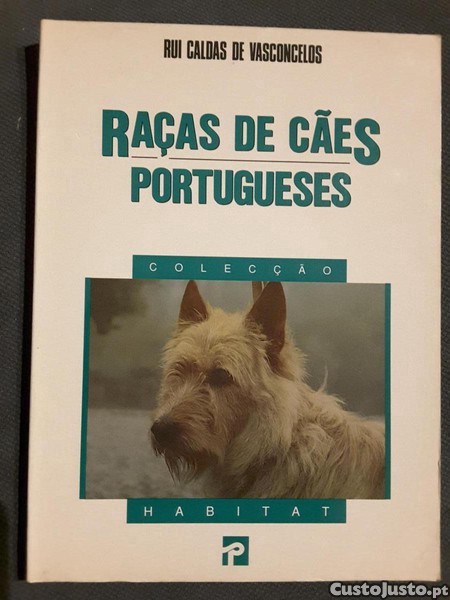 RUI CALDAS DE VASCONCELOS
RAÇAS DE CÃES
PORTUGUESES
COLECÇÃO
HABITAT
P
CustoJusto.pt